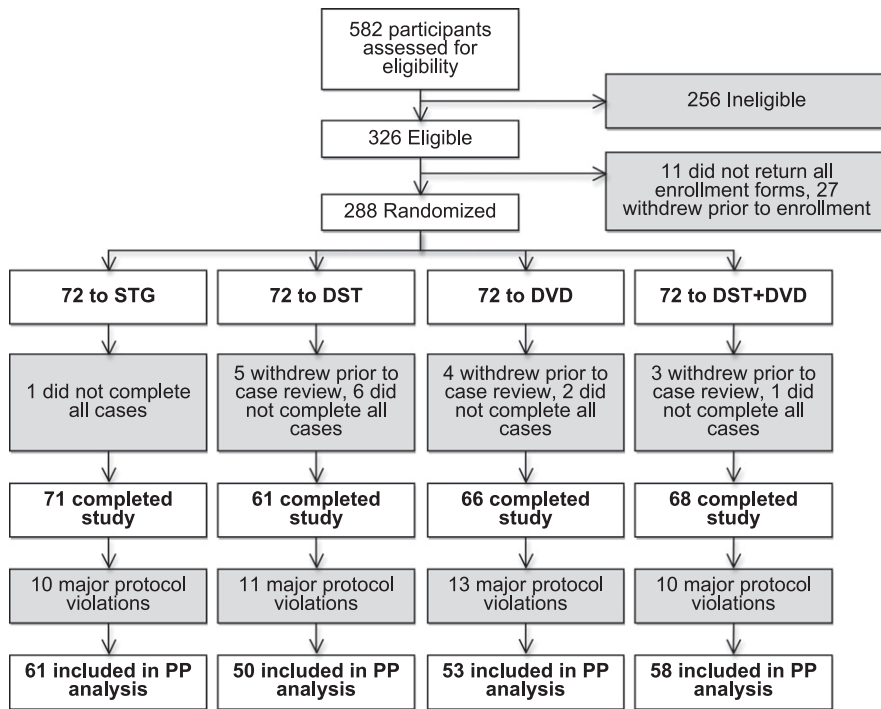 582 participants
assessed for
eligibility
256 Ineligible
326 Eligible
11 did not return all
enrollment forms, 27
withdrew prior to enrollment
288 Randomized
72 to STG
72 to DST
72 to DVD
72 to DST+DVD
1 did not complete
all cases
5 withdrew prior to
case review, 6 did
not complete all
cases
4 withdrew prior to
case review, 2 did
not complete all
cases
3 withdrew prior to
case review, 1 did
not complete all
cases
71 completed
study
61 completed
study
66 completed
study
68 completed
study
10 major protocol
violations
11 major protocol
violations
13 major protocol
violations
10 major protocol
violations
61 included in PP
analysis
50 included in PP
analysis
53 included in PP
analysis
58 included in PP
analysis